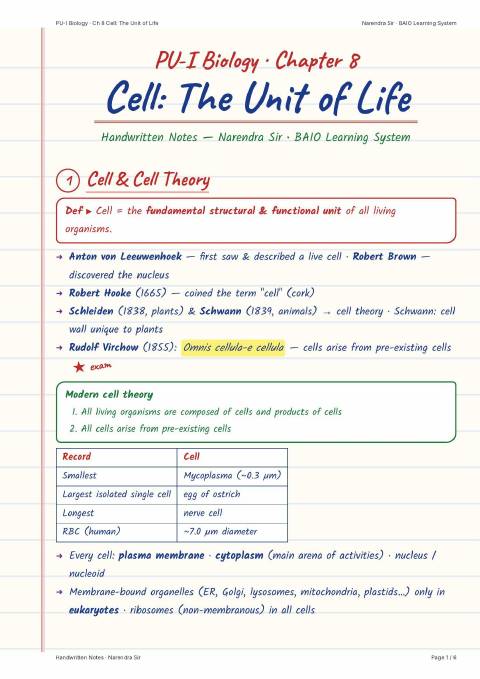 PU-I Biology · Ch 8 Cell: The Unit of Life
Narendra Sir · BAIO Learning System
PU-I Biology · Chapter 8
Cell: The Unit of Life
Handwritten Notes — Narendra Sir · BAIO Learning System
1 Cell & Cell Theory
Def ▸ Cell = the fundamental structural & functional unit of all living
organisms.
→ Anton von Leeuwenhoek — first saw & described a live cell · Robert Brown —
discovered the nucleus
→ Robert Hooke (1665) — coined the term "cell" (cork)
→ Schleiden (1838, plants) & Schwann (1839, animals) → cell theory · Schwann: cell
wall unique to plants
→ Rudolf Virchow (1855): Omnis cellula-e cellula — cells arise from pre-existing cells
★ exam
Modern cell theory
1. All living organisms are composed of cells and products of cells
2. All cells arise from pre-existing cells
Record Cell
Smallest Mycoplasma (~0.3 µm)
Largest isolated single cell egg of ostrich
Longest nerve cell
RBC (human) ~7.0 µm diameter
→ Every cell: plasma membrane · cytoplasm (main arena of activities) · nucleus /
nucleoid
→ Membrane-bound organelles (ER, Golgi, lysosomes, mitochondria, plastids...) only in
eukaryotes · ribosomes (non-membranous) in all cells
Handwritten Notes · Narendra Sir
Page 1 / 6